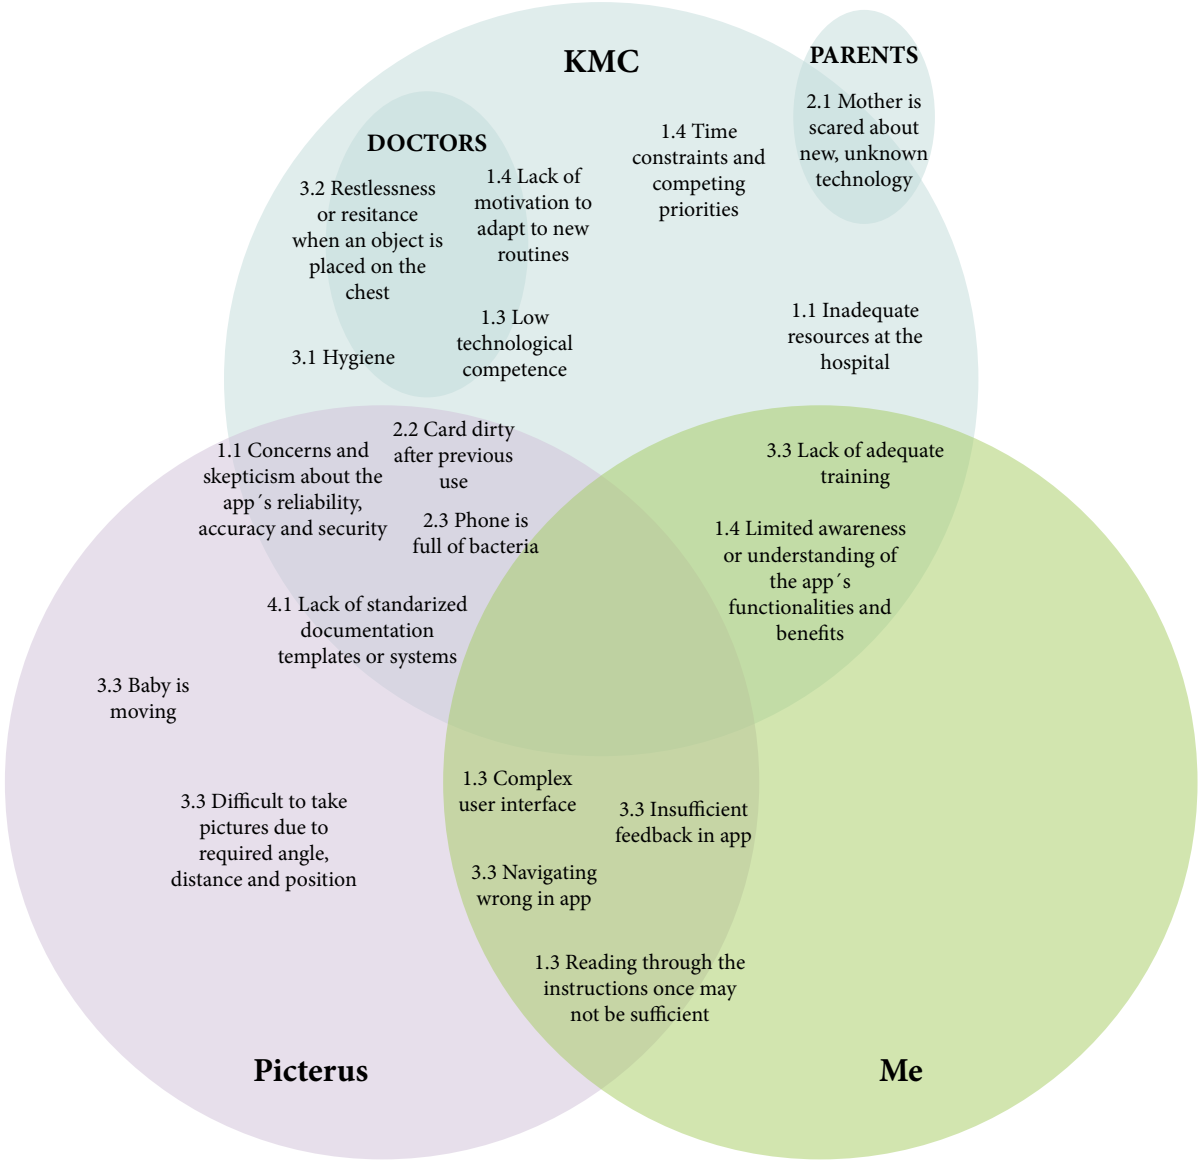 KMC
PARENTS
2.1 Mother is
scared about
new, unknown
technology
DOCTORS
3.2 Restlessness
or resitance
when an object is
placed on the
chest
1.4 Lack of
motivation to
adapt to new
routines
1.4 Time
constraints and
competing
priorities
3.1 Hygiene
1.3 Low
technological
competence
1.1 Inadequate
resources at the
hospital
1.1 Concerns and
skepticism about the
app´s reliability,
accuracy and security
2.2 Card dirty
after previous
use
2.3 Phone is
full of bacteria
4.1 Lack of standarized
documentation
templates or systems
3.3 Lack of adequate
training
1.4 Limited awareness
or understanding of
the app´s
functionalities and
benefits
3.3 Baby is
moving
3.3 Difficult to take
pictures due to
required angle,
distance and position
1.3 Complex
user interface
3.3 Insufficient
feedback in app
3.3 Navigating
wrong in app
1.3 Reading through the
instructions once may
not be sufficient
Picterus
Me